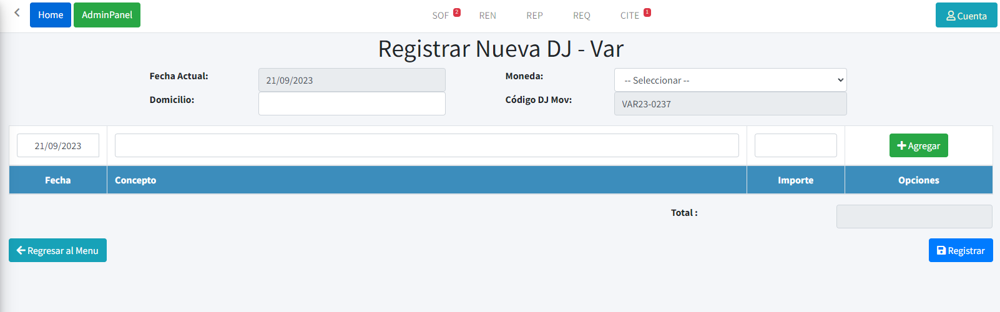 Home AdminPanel SOF 2 REN REP REQ CITE 1 Cuenta
Registrar Nueva DJ - Var
Fecha Actual: 21/09/2023 Moneda: -- Seleccionar --
Domicilio: Código DJ Mov: VAR23-0237
21/09/2023 Agregar
Fecha Concepto Importe Opciones
Total :
Regresar al Menu Registrar